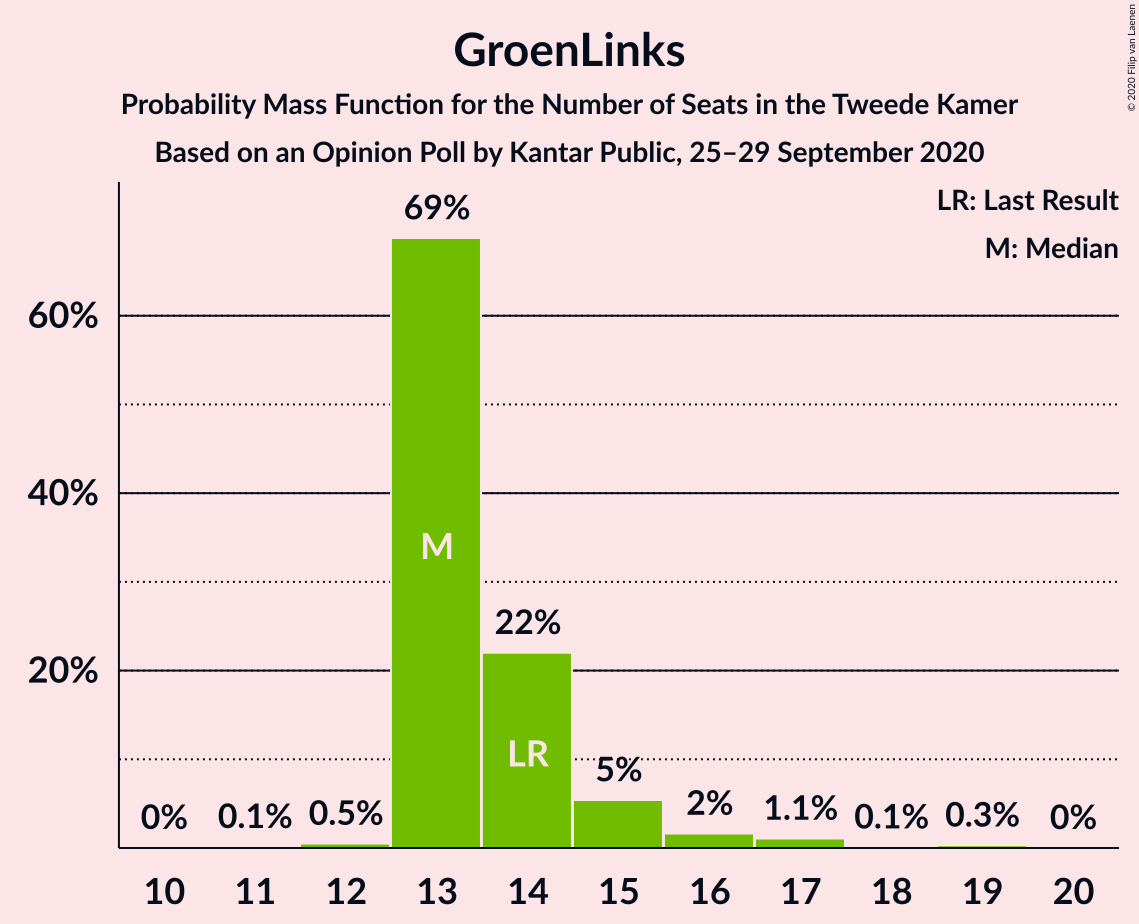 GroenLinks
Probability Mass Function for the Number of Seats in the Tweede Kamer
Based on an Opinion Poll by Kantar Public, 25–29 September 2020
© 2020 Filip van Laenen
LR: Last Result
M: Median
60%
40%
20%
0%
0.1%
0.5%
69%
22%
5%
2%
1.1%
0.1%
0.3%
0%
M
LR
10 11 12 13 14 15 16 17 18 19 20